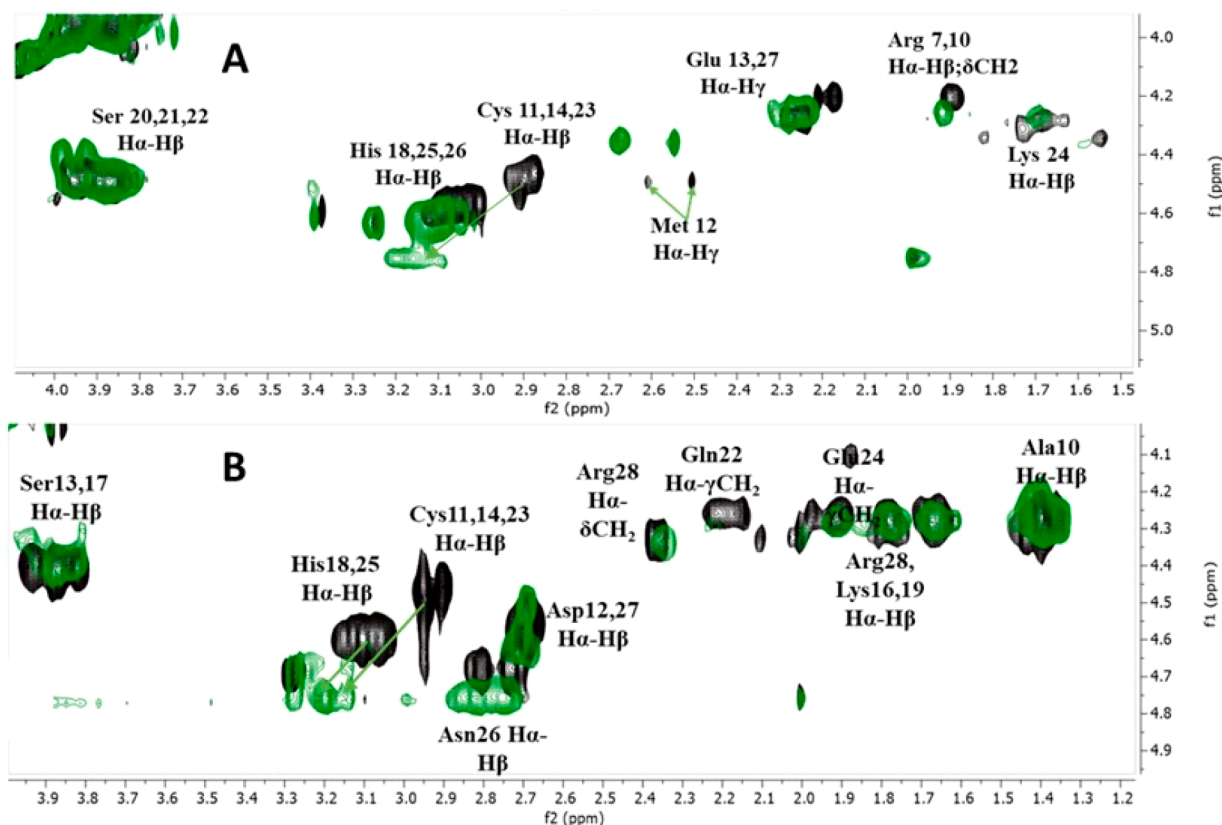 A
Ser 20,21,22
Hα-Hβ
His 18,25,26
Hα-Hβ
Cys 11,14,23
Hα-Hβ
Glu 13,27
Hα-Hγ
Arg 7,10
Hα-Hβ;δCH2
Met 12
Hα-Hγ
Lys 24
Hα-Hβ
4.0
4.2
4.4
4.6
4.8
5.0
f1 (ppm)
4.0 3.9 3.8 3.7 3.6 3.5 3.4 3.3 3.2 3.1 3.0 2.9 2.8 2.7 2.6 2.5 2.4 2.3 2.2 2.1 2.0 1.9 1.8 1.7 1.6 1.5
f2 (ppm)
B
Ser13,17
Hα-Hβ
His18,25
Hα-Hβ
Cys11,14,23
Hα-Hβ
Arg28
Hα-
δCH2
Gln22
Hα-γCH2
Glu24
Hα-
γCH2
Ala10
Hα-Hβ
Asp12,27
Hα-Hβ
Arg28,
Lys16,19
Hα-Hβ
Asn26 Hα-
Hβ
4.1
4.2
4.3
4.4
4.5
4.6
4.7
4.8
4.9
f1 (ppm)
3.9 3.8 3.7 3.6 3.5 3.4 3.3 3.2 3.1 3.0 2.9 2.8 2.7 2.6 2.5 2.4 2.3 2.2 2.1 2.0 1.9 1.8 1.7 1.6 1.5 1.4 1.3 1.2
f2 (ppm)